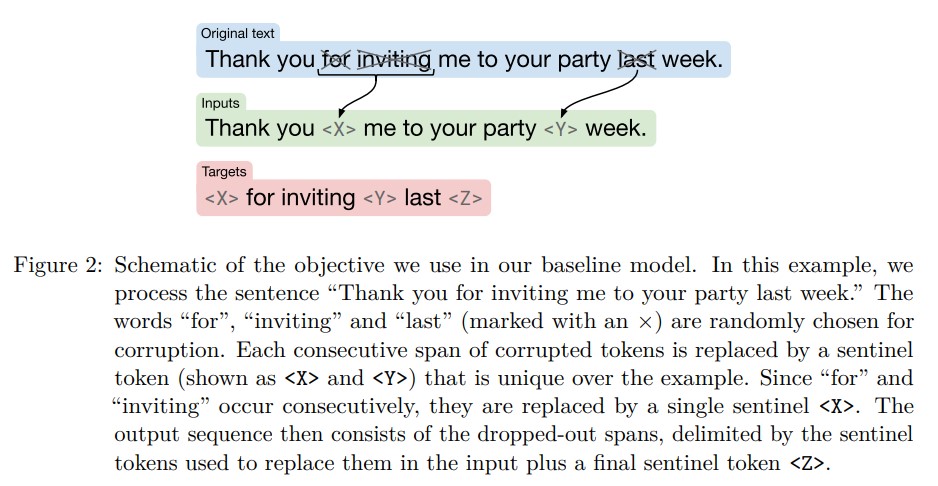 Original text
Thank you for inviting me to your party last week.
Inputs
Thank you <X> me to your party <Y> week.
Targets
<X> for inviting <Y> last <Z>
Figure 2: Schematic of the objective we use in our baseline model. In this example, we
process the sentence “Thank you for inviting me to your party last week.” The
words “for”, “inviting” and “last” (marked with an ×) are randomly chosen for
corruption. Each consecutive span of corrupted tokens is replaced by a sentinel
token (shown as <X> and <Y>) that is unique over the example. Since “for” and
“inviting” occur consecutively, they are replaced by a single sentinel <X>. The
output sequence then consists of the dropped-out spans, delimited by the sentinel
tokens used to replace them in the input plus a final sentinel token <Z>.